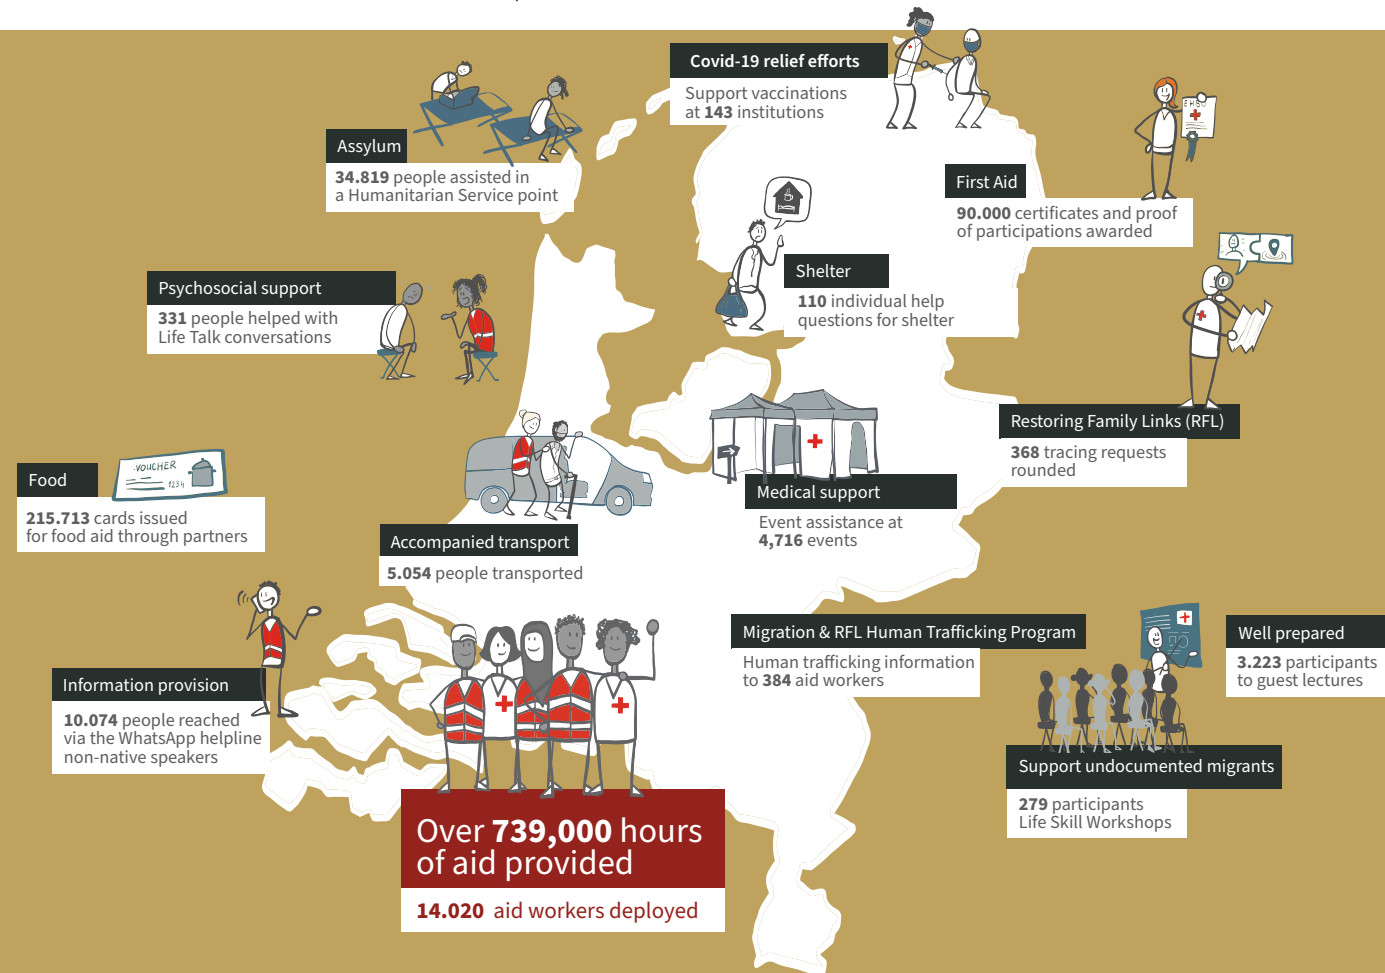 Covid-19 relief efforts
Support vaccinations
at 143 institutions
Assylum
34.819 people assisted in
a Humanitarian Service point
EHBO
First Aid
90.000 certificates and proof
of participations awarded
Psychosocial support
331 people helped with
Life Talk conversations
Shelter
110 individual help
questions for shelter
Restoring Family Links (RFL)
368 tracing requests
rounded
Food
VOUCHER
1234
215.713 cards issued
for food aid through partners
Medical support
Event assistance at
4,716 events
Accompanied transport
5.054 people transported
Migration & RFL Human Trafficking Program
Human trafficking information
to 384 aid workers
Well prepared
3.223 participants
to guest lectures
Information provision
10.074 people reached
via the WhatsApp helpline
non-native speakers
Support undocumented migrants
279 participants
Life Skill Workshops
Over 739,000 hours
of aid provided
14.020 aid workers deployed